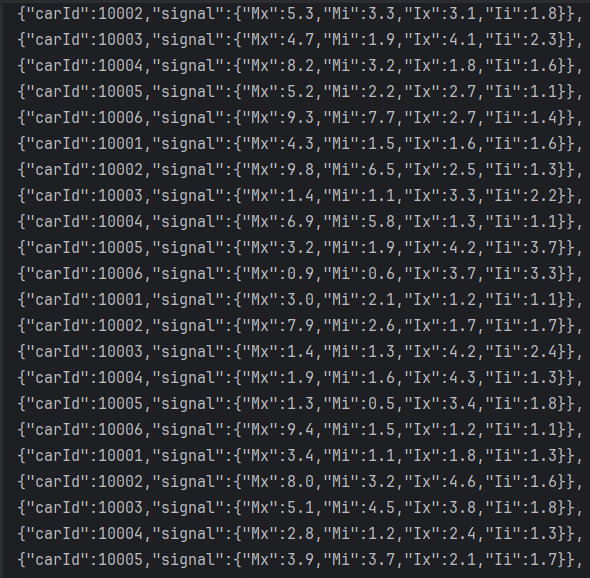 {"carId":10002,"signal":{"Mx":5.3,"Mi":3.3,"Ix":3.1,"Ii":1.8}},
{"carId":10003,"signal":{"Mx":4.7,"Mi":1.9,"Ix":4.1,"Ii":2.3}},
{"carId":10004,"signal":{"Mx":8.2,"Mi":3.2,"Ix":1.8,"Ii":1.6}},
{"carId":10005,"signal":{"Mx":5.2,"Mi":2.2,"Ix":2.7,"Ii":1.1}},
{"carId":10006,"signal":{"Mx":9.3,"Mi":7.7,"Ix":2.7,"Ii":1.4}},
{"carId":10001,"signal":{"Mx":4.3,"Mi":1.5,"Ix":1.6,"Ii":1.6}},
{"carId":10002,"signal":{"Mx":9.8,"Mi":6.5,"Ix":2.5,"Ii":1.3}},
{"carId":10003,"signal":{"Mx":1.4,"Mi":1.1,"Ix":3.3,"Ii":2.2}},
{"carId":10004,"signal":{"Mx":6.9,"Mi":5.8,"Ix":1.3,"Ii":1.1}},
{"carId":10005,"signal":{"Mx":3.2,"Mi":1.9,"Ix":4.2,"Ii":3.7}},
{"carId":10006,"signal":{"Mx":0.9,"Mi":0.6,"Ix":3.7,"Ii":3.3}},
{"carId":10001,"signal":{"Mx":3.0,"Mi":2.1,"Ix":1.2,"Ii":1.1}},
{"carId":10002,"signal":{"Mx":7.9,"Mi":2.6,"Ix":1.7,"Ii":1.7}},
{"carId":10003,"signal":{"Mx":1.4,"Mi":1.3,"Ix":4.2,"Ii":2.4}},
{"carId":10004,"signal":{"Mx":1.9,"Mi":1.6,"Ix":4.3,"Ii":1.3}},
{"carId":10005,"signal":{"Mx":1.3,"Mi":0.5,"Ix":3.4,"Ii":1.8}},
{"carId":10006,"signal":{"Mx":9.4,"Mi":1.5,"Ix":1.2,"Ii":1.1}},
{"carId":10001,"signal":{"Mx":3.4,"Mi":1.1,"Ix":1.8,"Ii":1.3}},
{"carId":10002,"signal":{"Mx":8.0,"Mi":3.2,"Ix":4.6,"Ii":1.6}},
{"carId":10003,"signal":{"Mx":5.1,"Mi":4.5,"Ix":3.8,"Ii":1.8}},
{"carId":10004,"signal":{"Mx":2.8,"Mi":1.2,"Ix":2.4,"Ii":1.3}},
{"carId":10005,"signal":{"Mx":3.9,"Mi":3.7,"Ix":2.1,"Ii":1.7}},